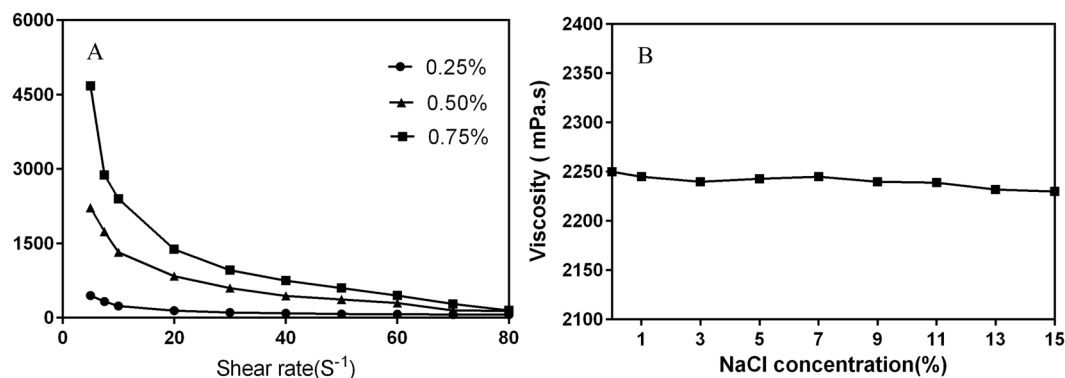 A
6000
4500
3000
1500
0
0 20 40 60 80
Shear rate(S⁻¹)
0.25%
0.50%
0.75%
B
Viscosity ( mPa.s)
2400
2350
2300
2250
2200
2150
2100
1 3 5 7 9 11 13 15
NaCl concentration(%)